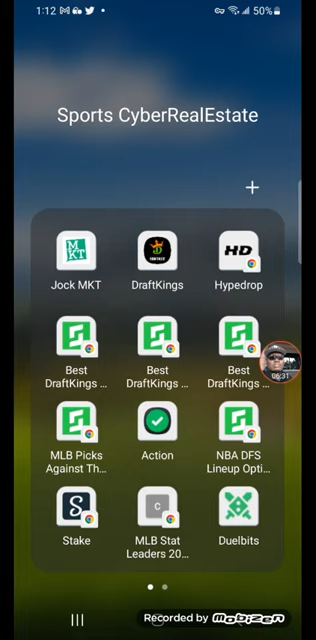 1:12
50%
Sports CyberRealEstate
MKT
HD
Jock MKT
DraftKings
Hypedrop
Best
DraftKings ...
Best
DraftKings ...
Best
DraftKings ...
06:31
MLB Picks
Against Th...
Action
NBA DFS
Lineup Opti...
S
C
Stake
MLB Stat
Leaders 20...
Duelbits
Recorded by Mobizen